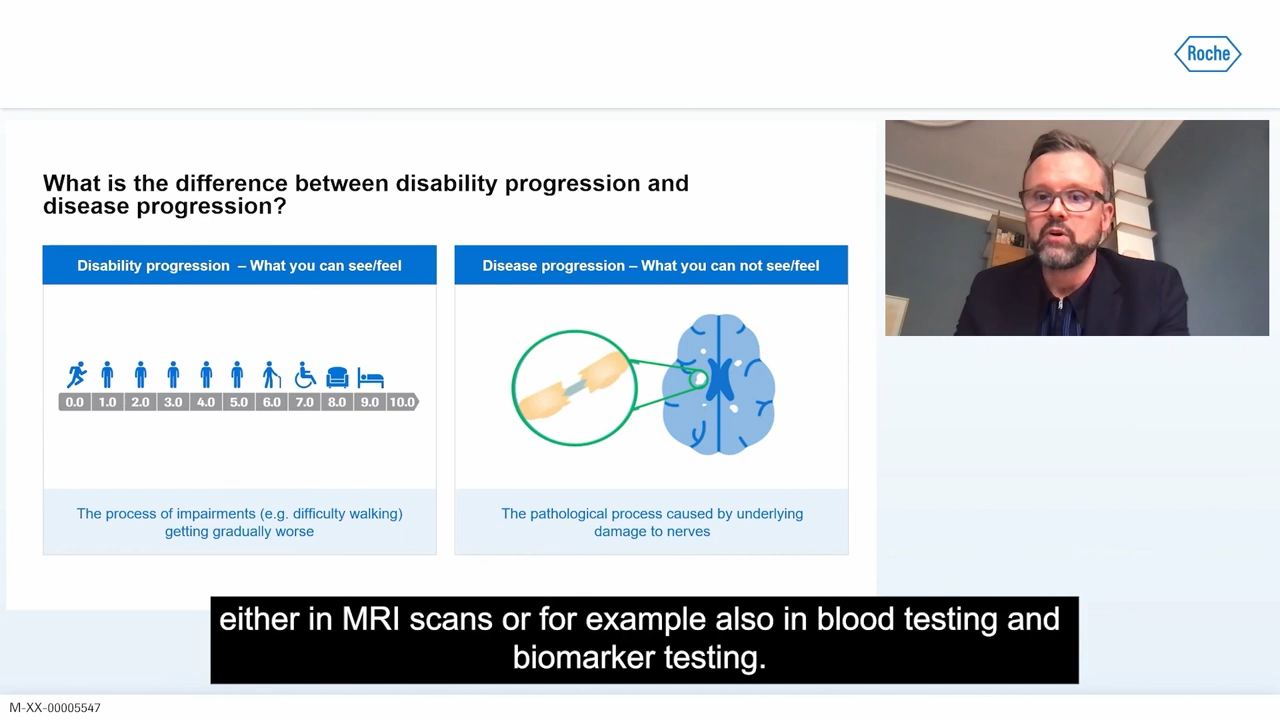 Roche
What is the difference between disability progression and
disease progression?
Disability progression – What you can see/feel
0.0 1.0 2.0 3.0 4.0 5.0 6.0 7.0 8.0 9.0 10.0
The process of impairments (e.g. difficulty walking)
getting gradually worse
Disease progression – What you can not see/feel
The pathological process caused by underlying
damage to nerves
either in MRI scans or for example also in blood testing and
biomarker testing.
M-XX-00005547